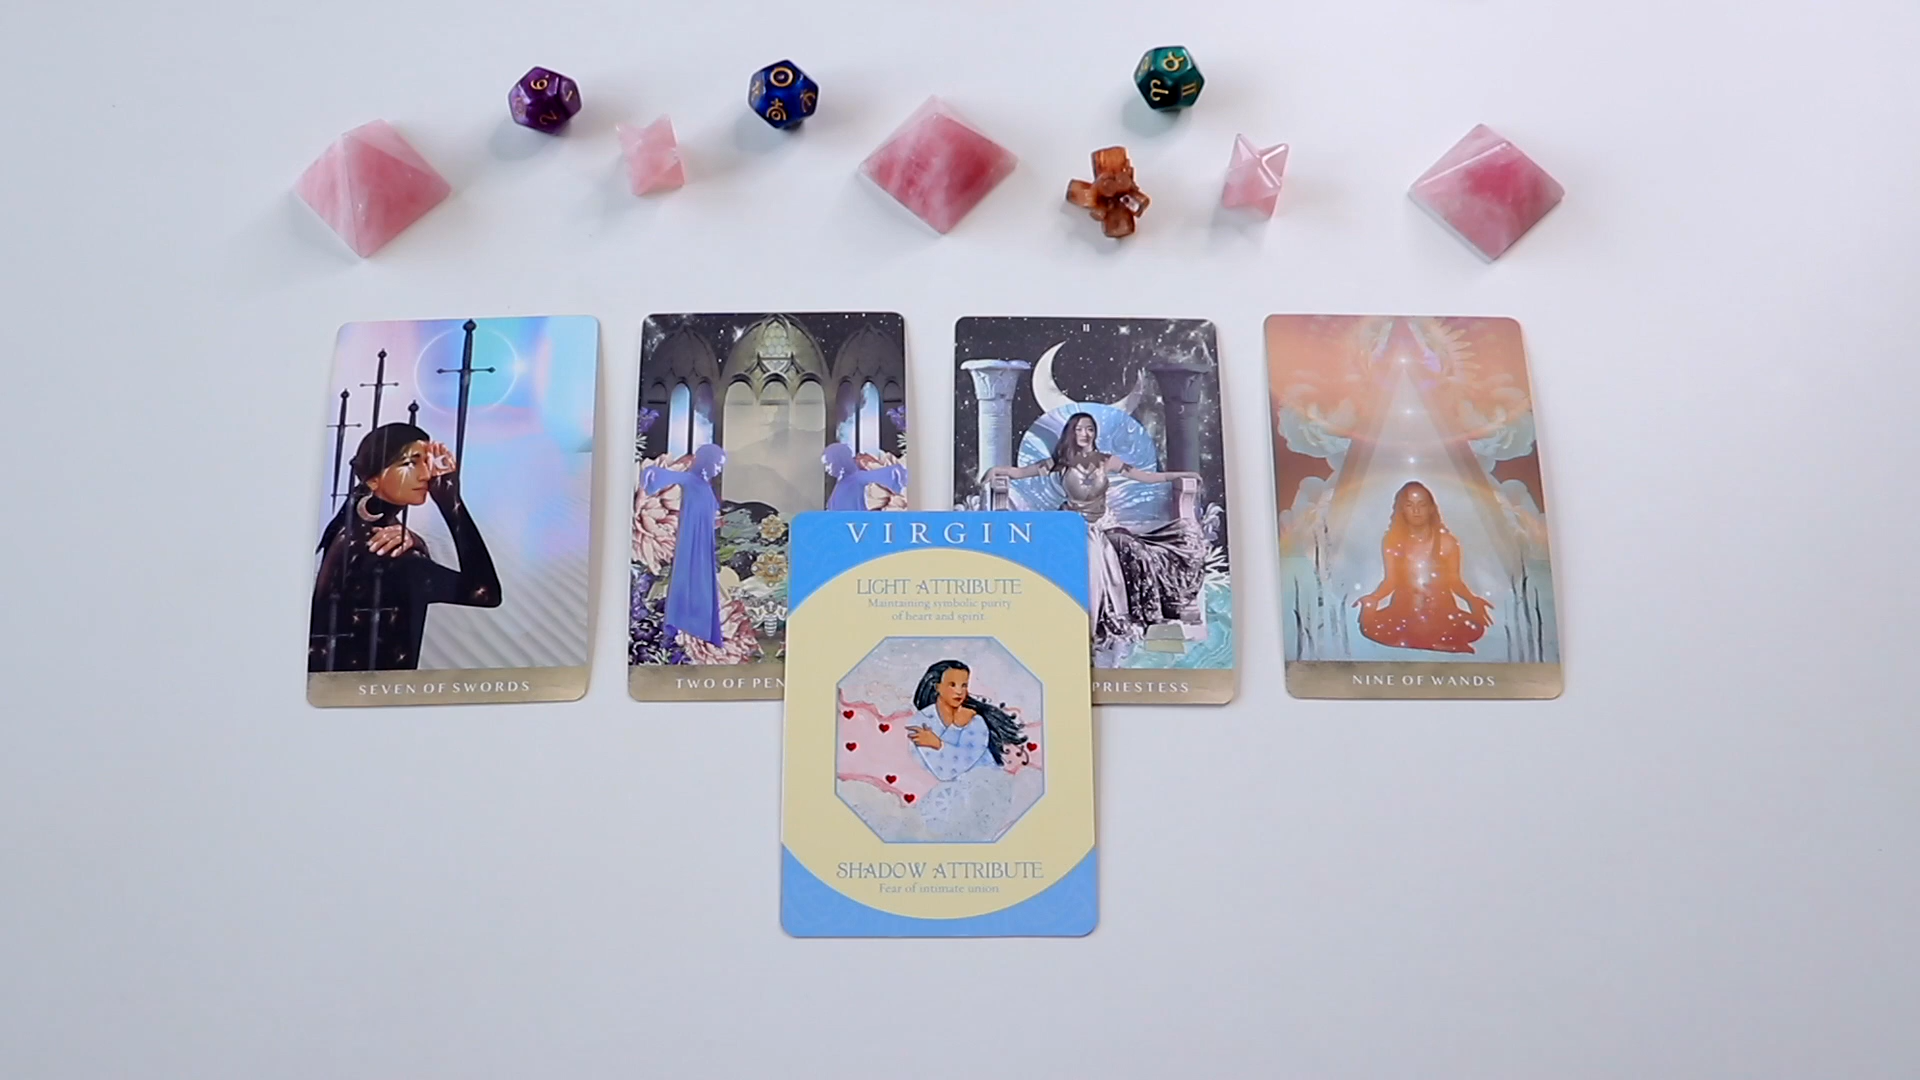 II
SEVEN OF SWORDS
TWO OF PEN
PRIESTESS
NINE OF WANDS
VIRGIN
LIGHT ATTRIBUTE
Maintaining symbolic purity
of heart and spirit.
SHADOW ATTRIBUTE
Fear of intimate union